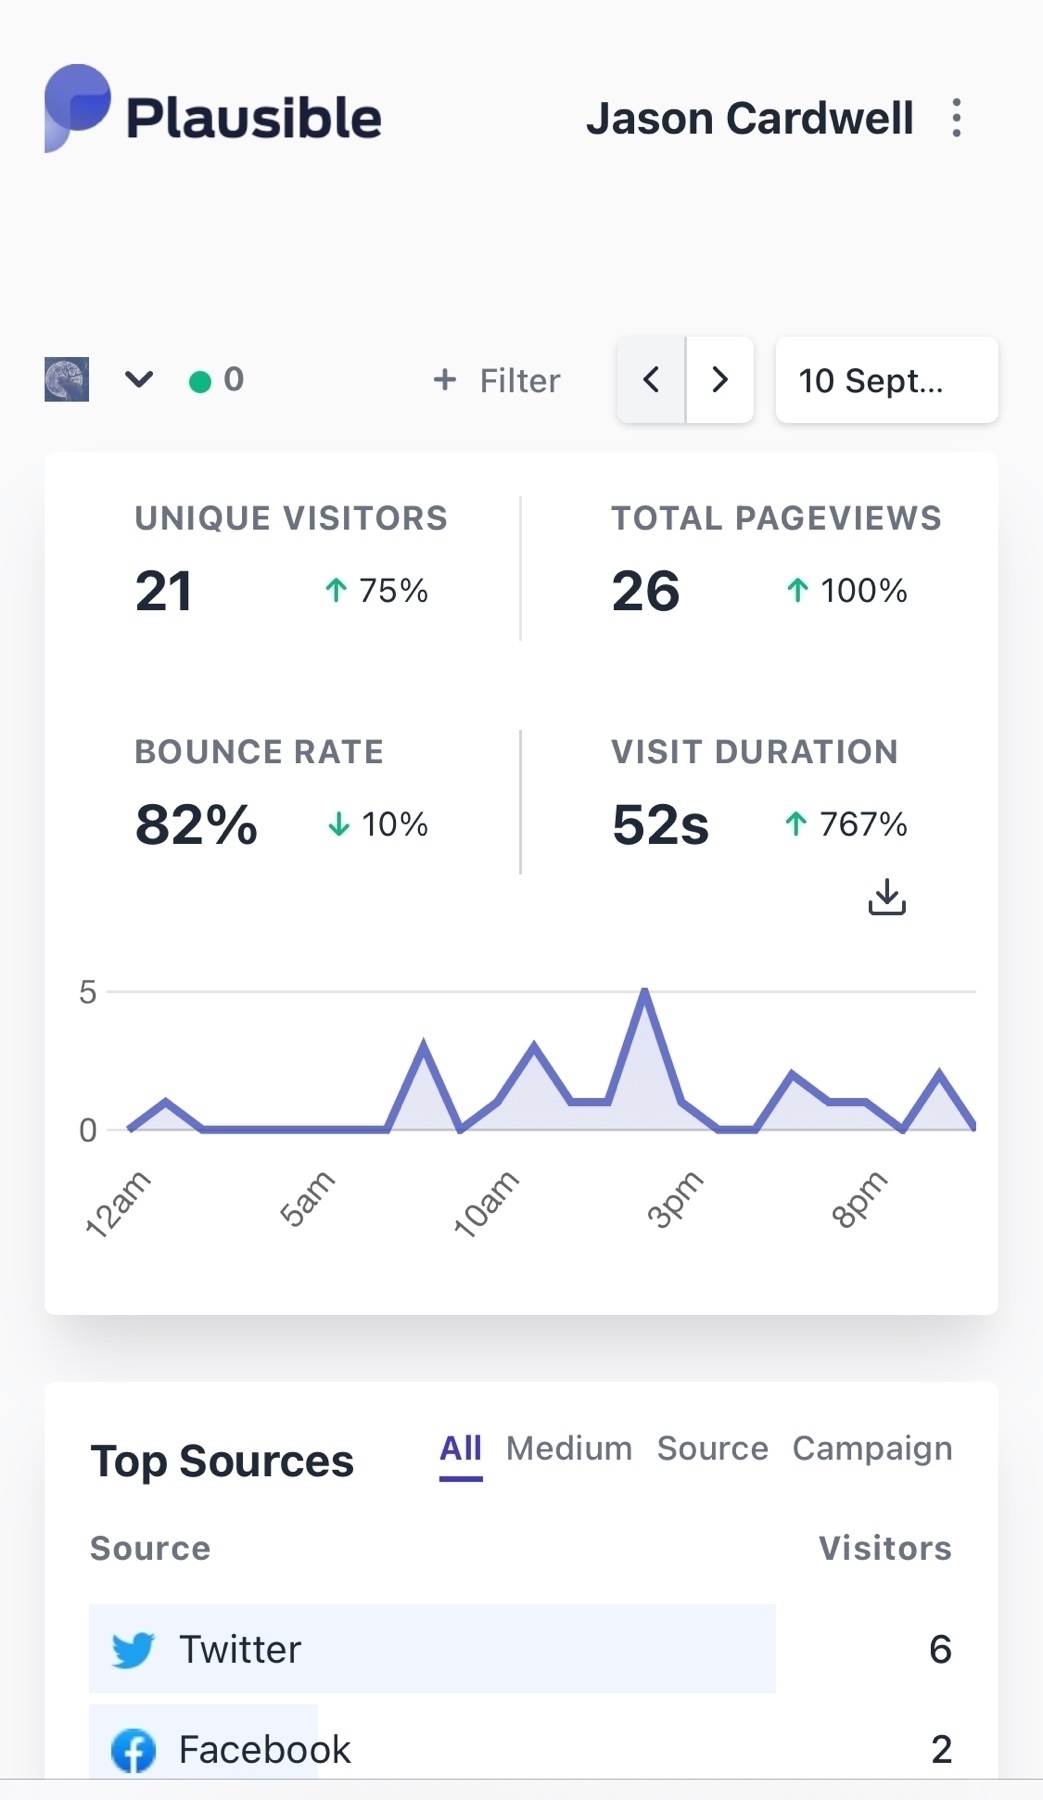 Plausible
Jason Cardwell
0
+ Filter
10 Sept...
UNIQUE VISITORS
21
75%
TOTAL PAGEVIEWS
26
100%
BOUNCE RATE
82%
10%
VISIT DURATION
52s
767%
5
0
12am
5am
10am
3pm
8pm
Top Sources
All Medium Source Campaign
Source Visitors
Twitter 6
Facebook 2